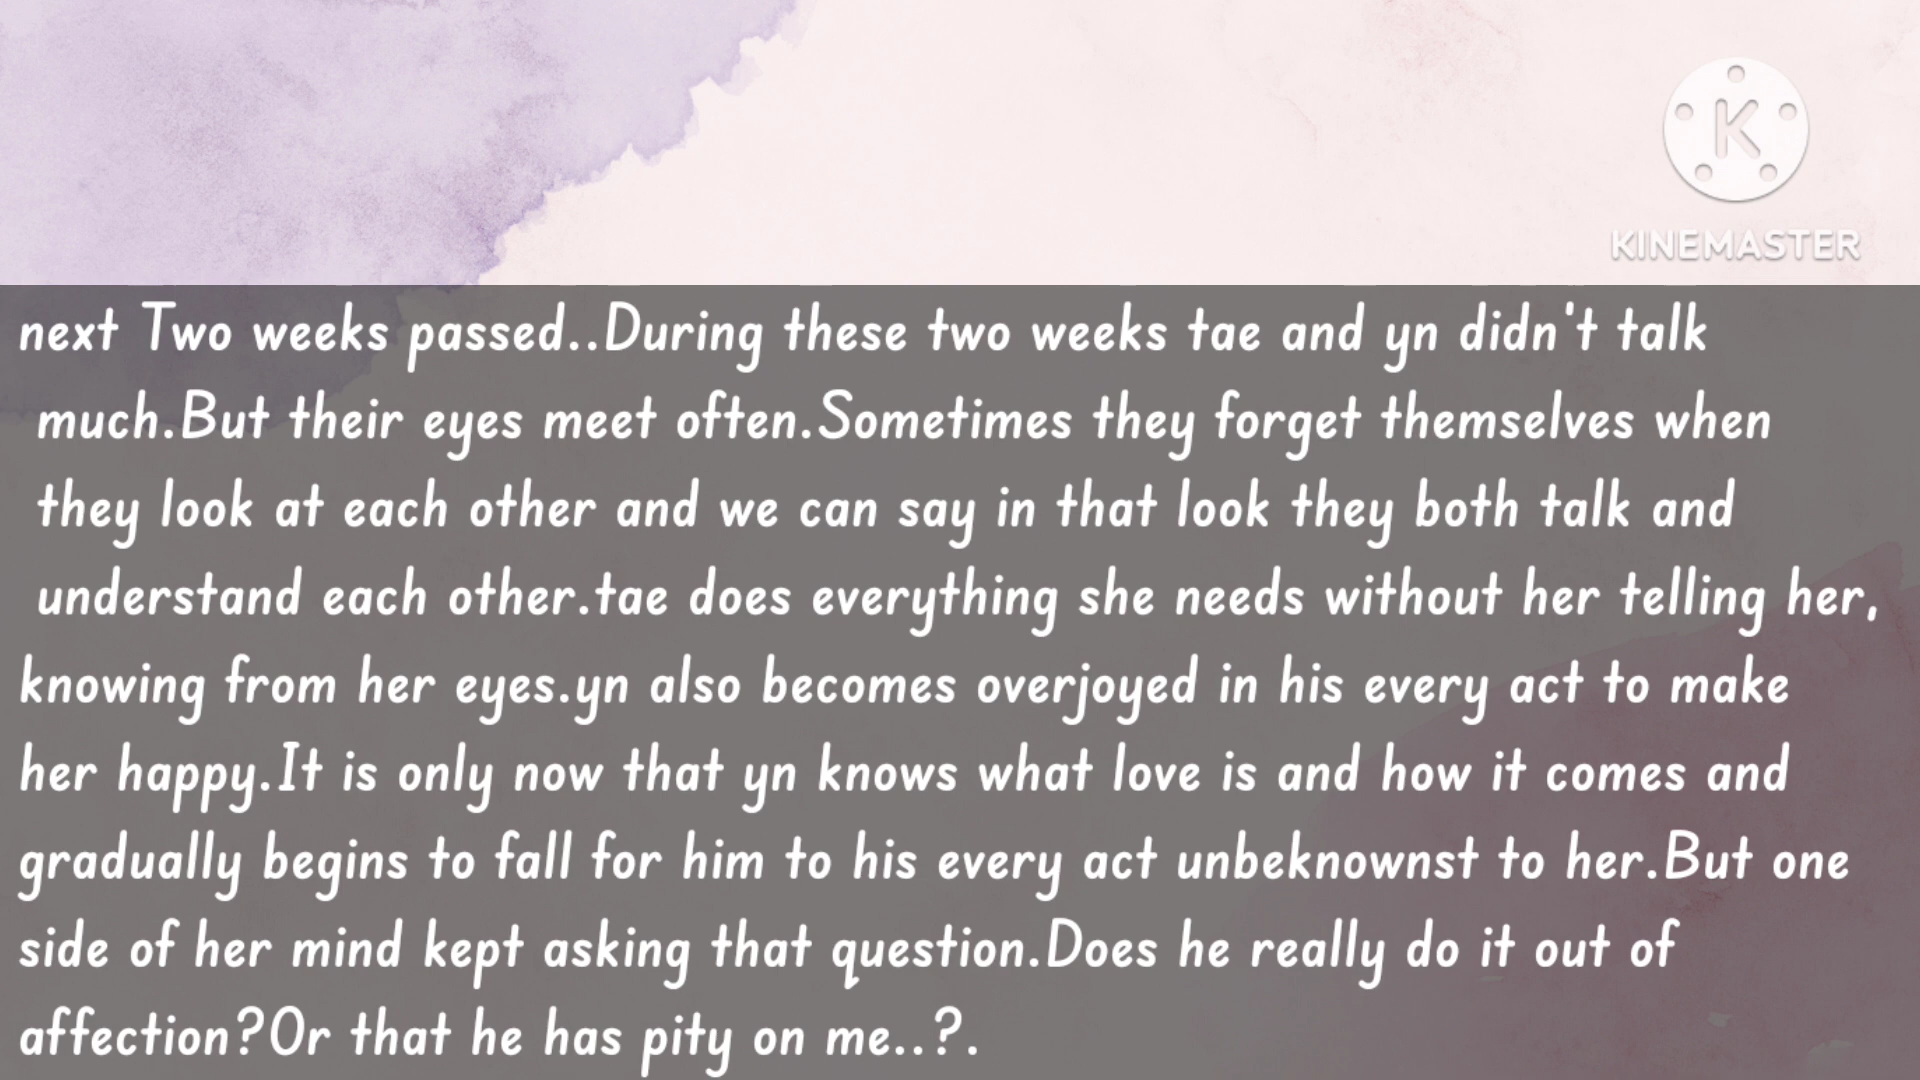 K
KINEMASTER
next Two weeks passed..During these two weeks tae and yn didn't talk
much.But their eyes meet often.Sometimes they forget themselves when
they look at each other and we can say in that look they both talk and
understand each other.tae does everything she needs without her telling her,
knowing from her eyes.yn also becomes overjoyed in his every act to make
her happy.It is only now that yn knows what love is and how it comes and
gradually begins to fall for him to his every act unbeknownst to her.But one
side of her mind kept asking that question.Does he really do it out of
affection?Or that he has pity on me..?.